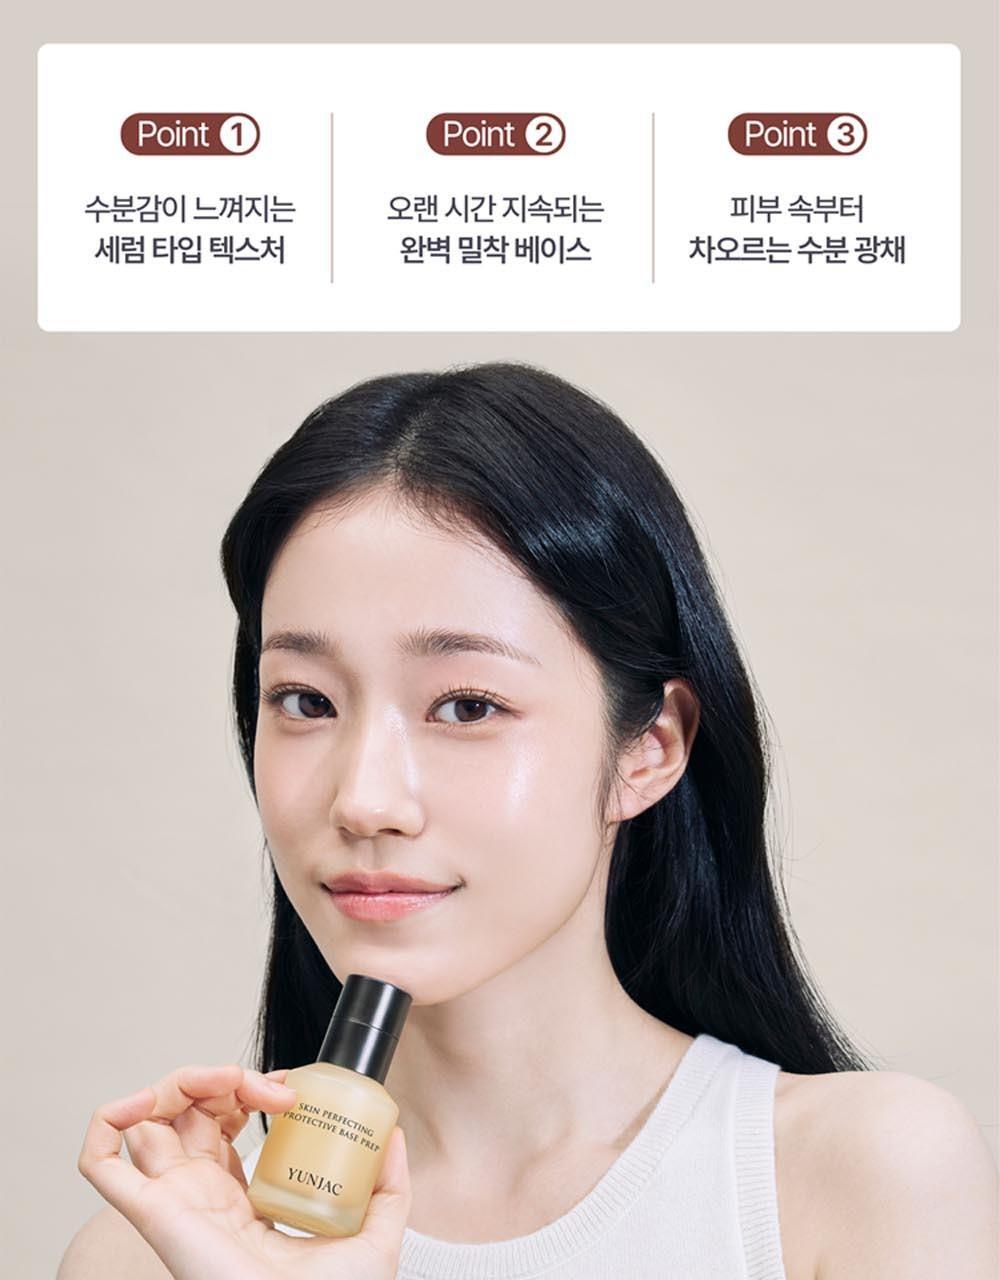 Point 1
수분감이 느껴지는
세럼 타입 텍스처
Point 2
오랜 시간 지속되는
완벽 밀착 베이스
Point 3
피부 속부터
차오르는 수분 광채
SKIN PERFECTING
PROTECTIVE BASE PREP
YUNJAC